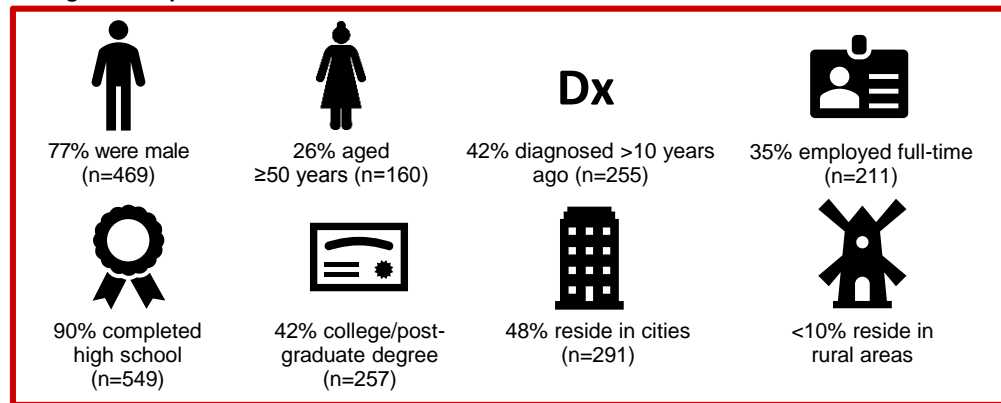 77% were male
(n=469)
26% aged
≥50 years (n=160)
Dx
42% diagnosed >10 years
ago (n=255)
35% employed full-time
(n=211)
90% completed
high school
(n=549)
42% college/post-
graduate degree
(n=257)
48% reside in cities
(n=291)
<10% reside in
rural areas